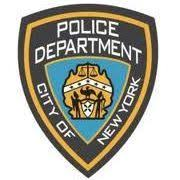 POLICE
DEPARTMENT
CITY OF
NEW YORK